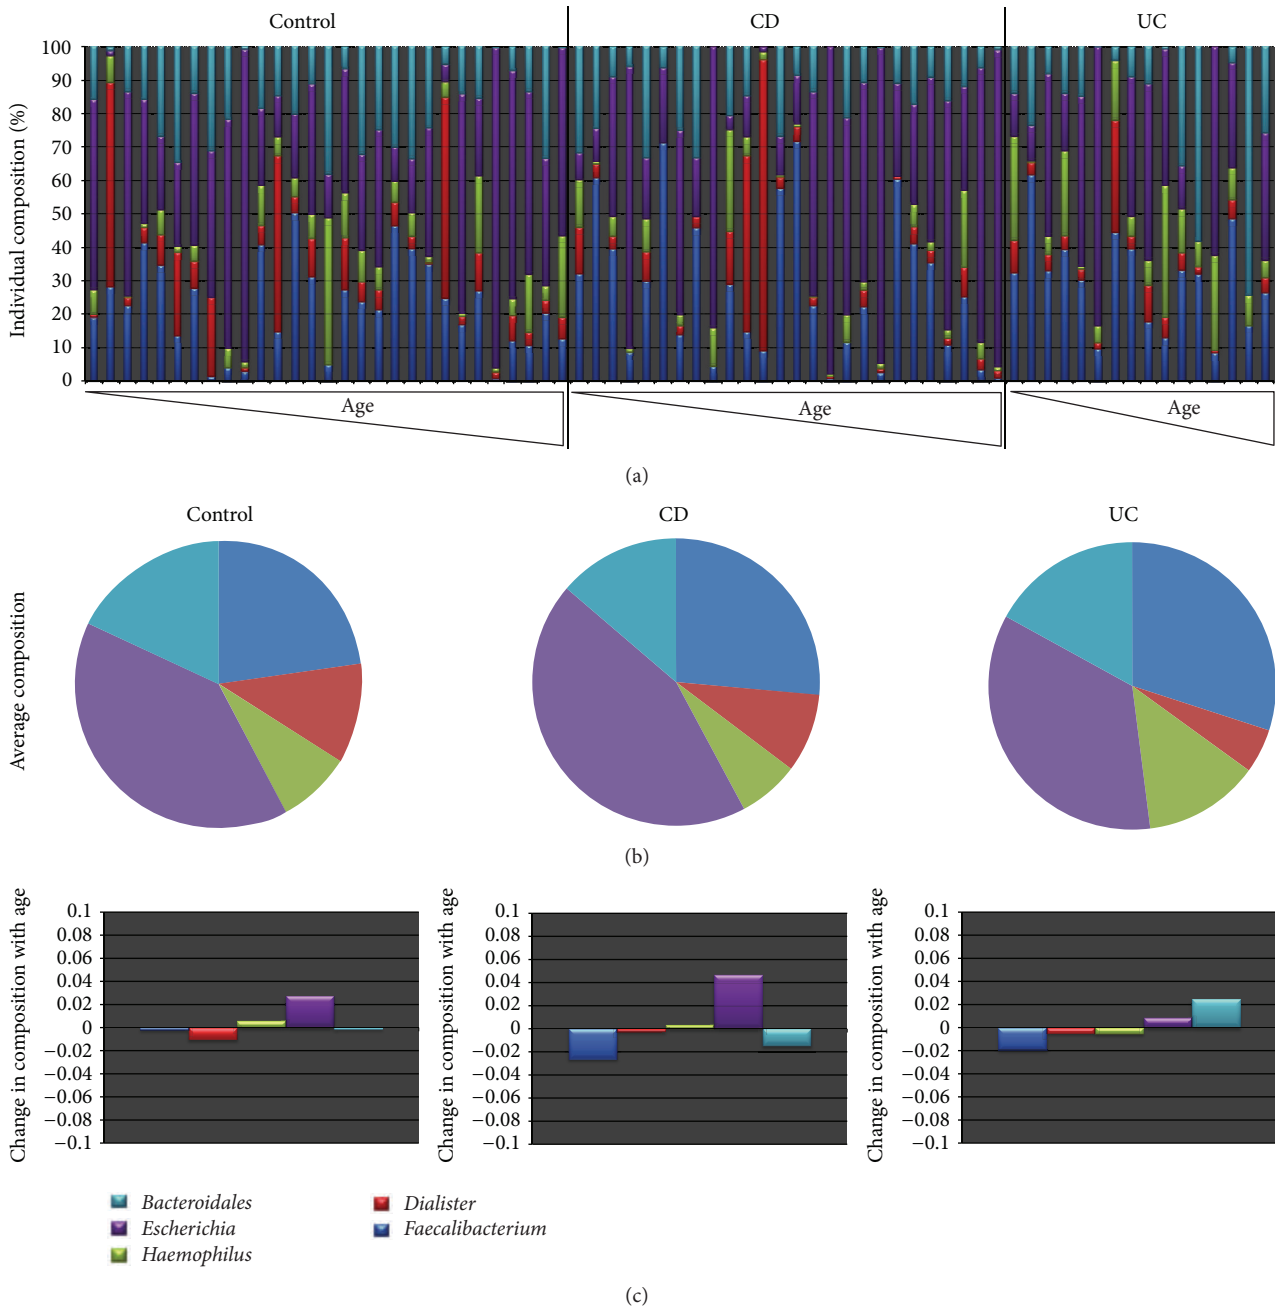 Control CD UC
Individual composition (%)
100
90
80
70
60
50
40
30
20
10
0
Age Age Age
(a)
Control CD UC
Average composition
(b)
Change in composition with age
0.1
0.08
0.06
0.04
0.02
0
−0.02
−0.04
−0.06
−0.08
−0.1
Change in composition with age
0.1
0.08
0.06
0.04
0.02
0
−0.02
−0.04
−0.06
−0.08
−0.1
Change in composition with age
0.1
0.08
0.06
0.04
0.02
0
−0.02
−0.04
−0.06
−0.08
−0.1
Bacteroidales
Escherichia
Haemophilus
Dialister
Faecalibacterium
(c)